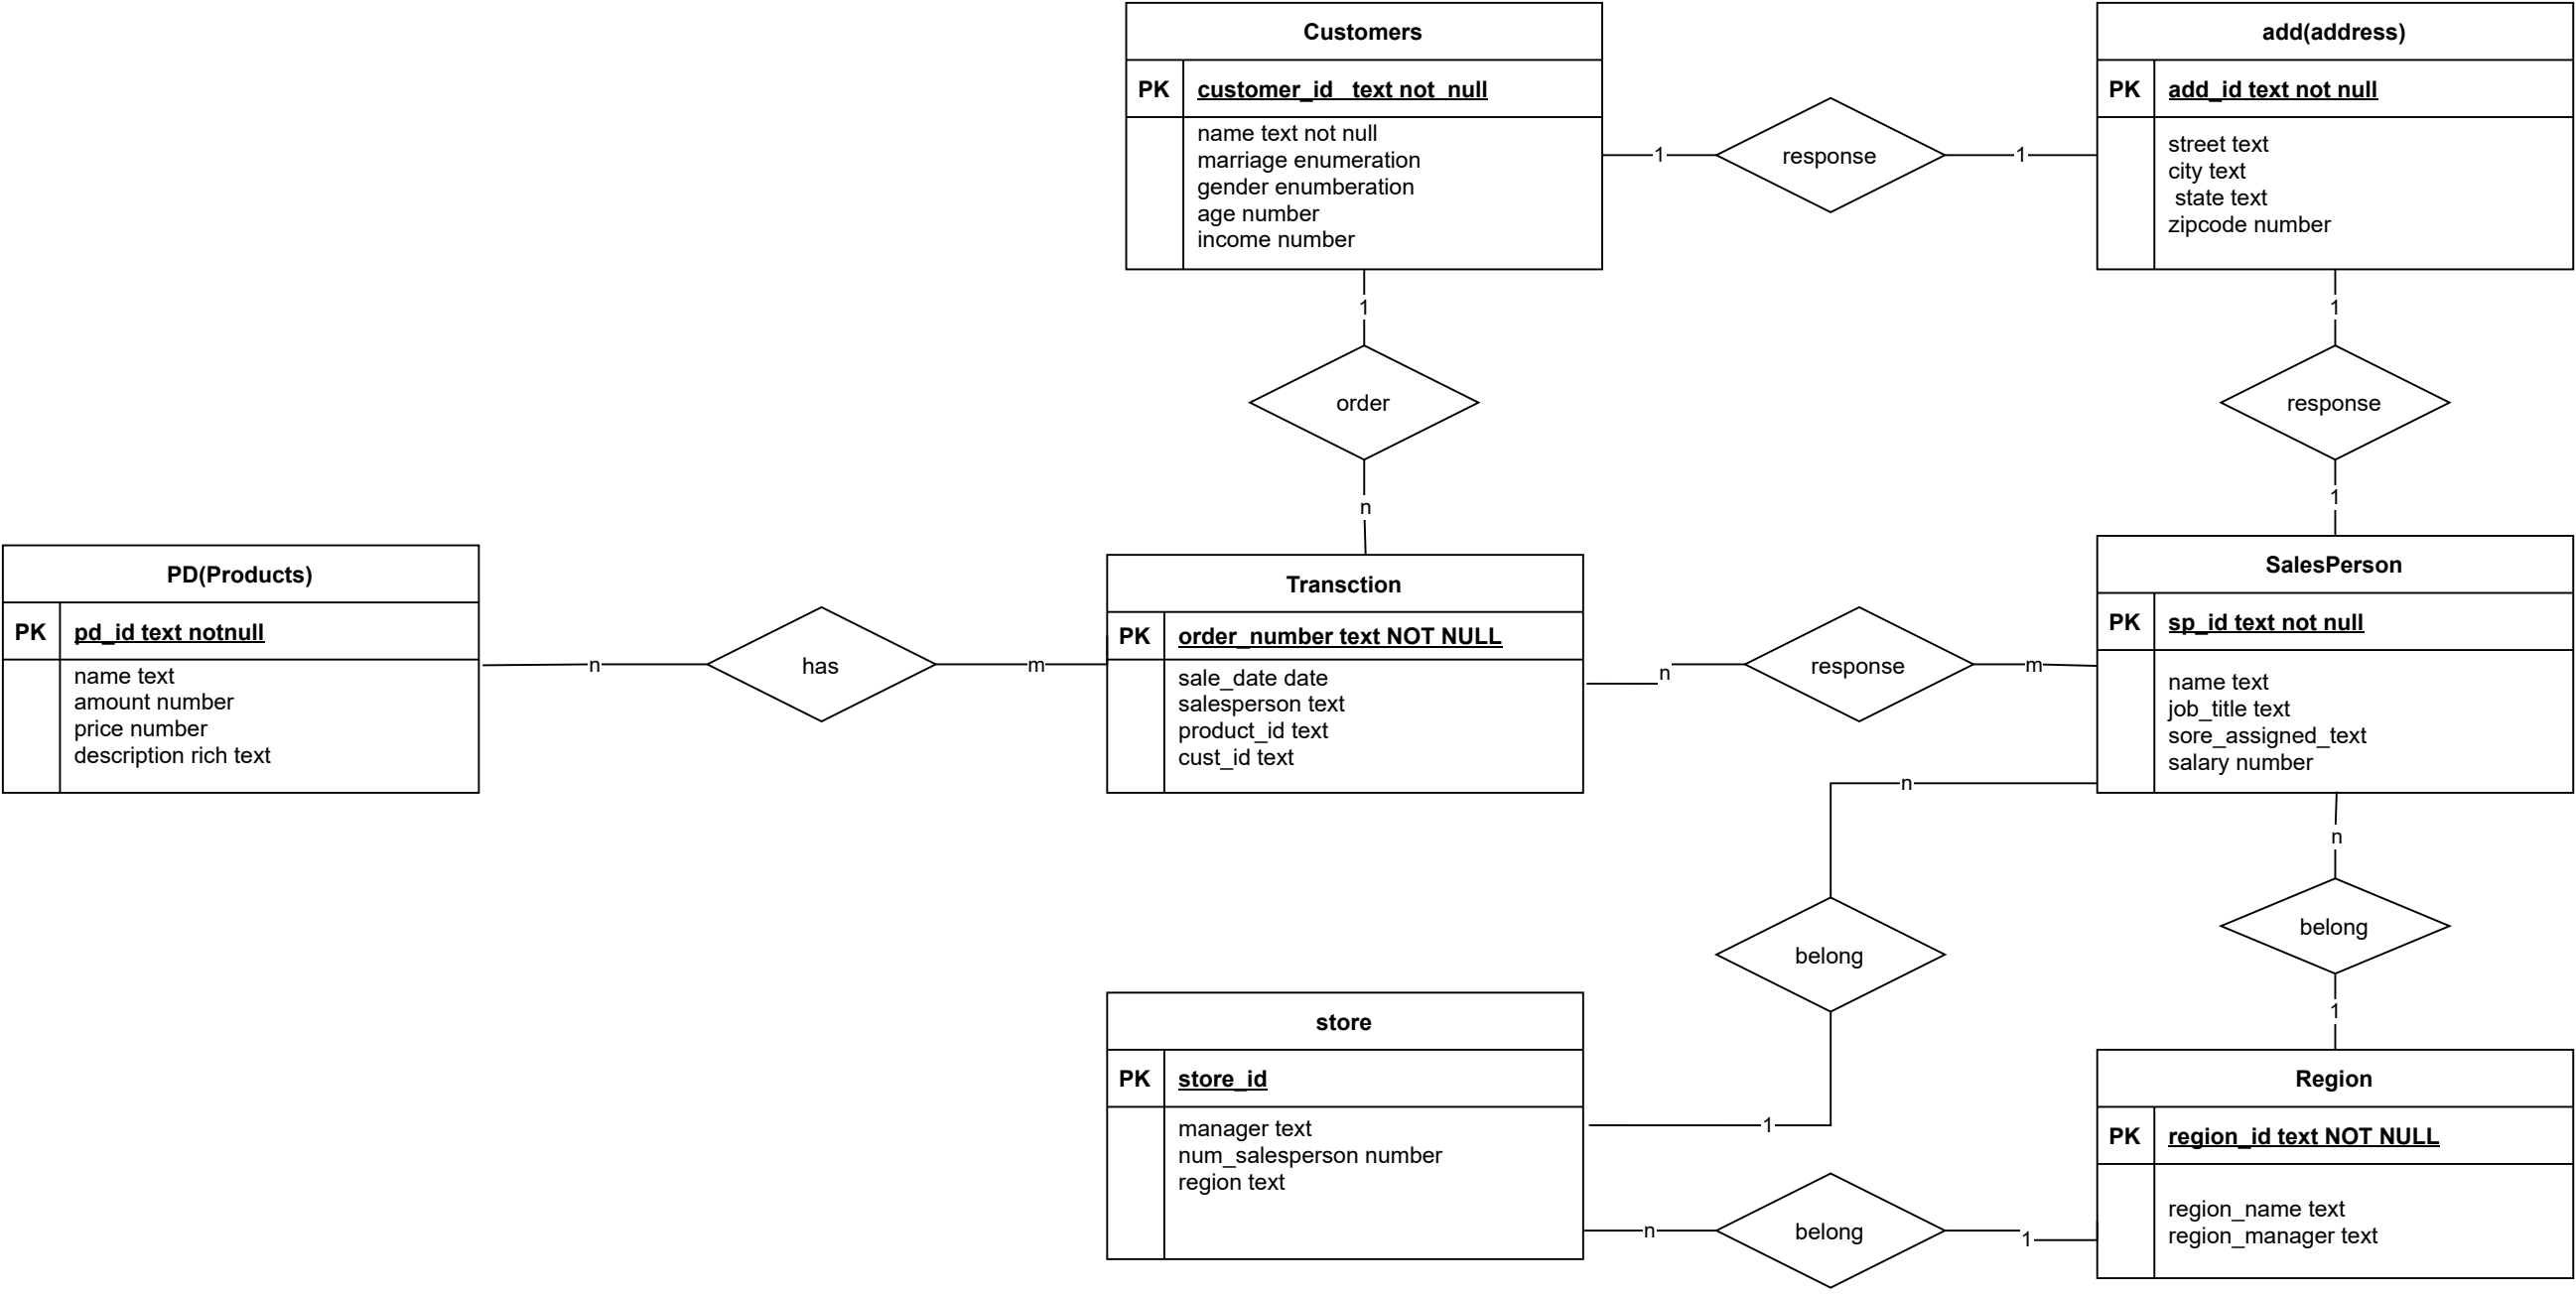 Customers
PK
customer_id   text not  null
name text not null
marriage enumeration
gender enumberation
age number
income number
1
response
1
add(address)
PK
add_id text not null
street text
city text
state text
zipcode number
1
order
n
1
response
1
PD(Products)
PK
pd_id text notnull
name text
amount number
price number
description rich text
n
has
m
Transction
PK
order_number text NOT NULL
sale_date date
salesperson text
product_id text
cust_id text
n
response
m
SalesPerson
PK
sp_id text not null
name text
job_title text
sore_assigned_text
salary number
n
belong
1
n
belong
1
store
PK
store_id
manager text
num_salesperson number
region text
n
belong
1
Region
PK
region_id text NOT NULL
region_name text
region_manager text